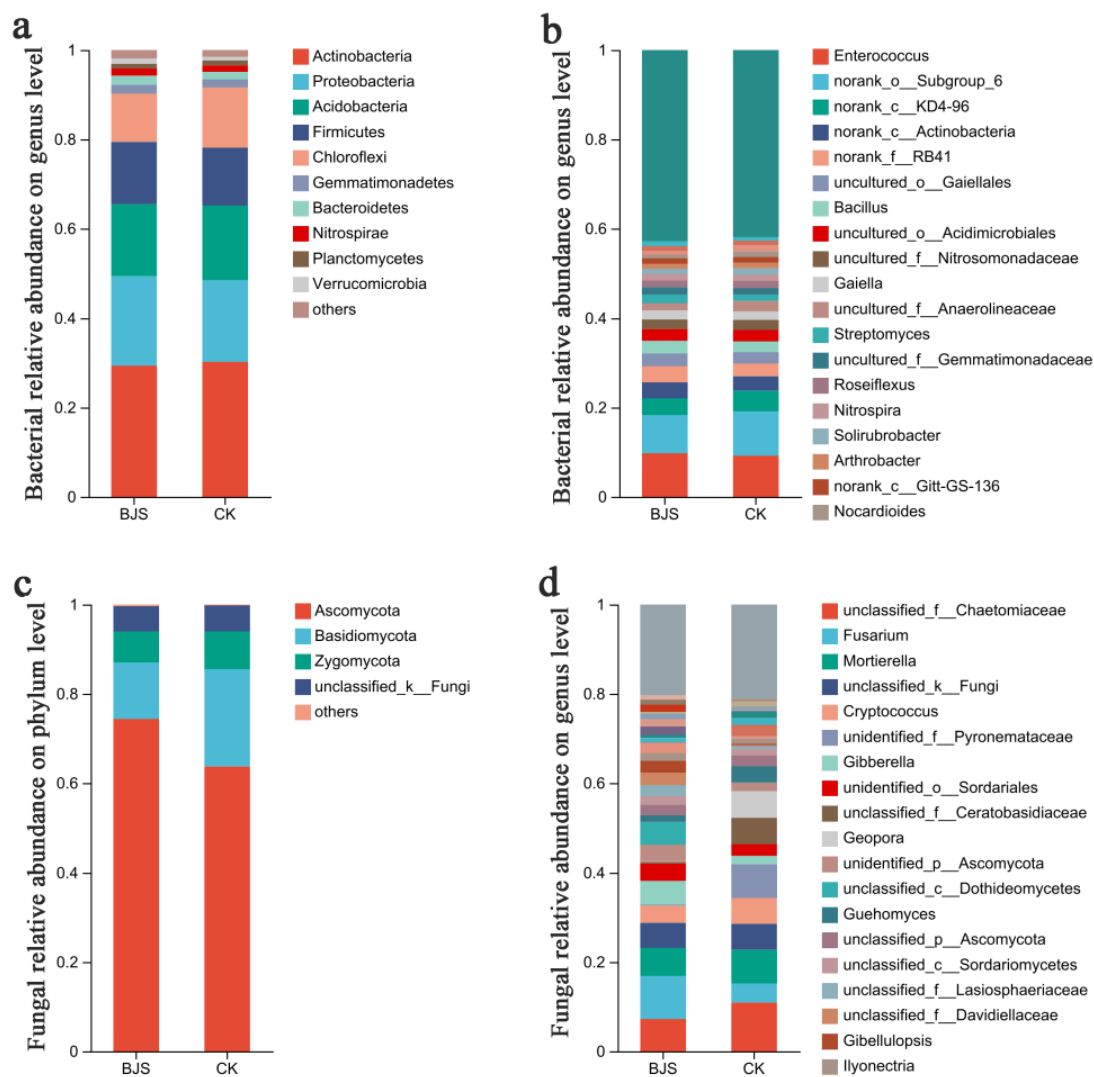 a
Bacterial relative abundance on genus level
1
0.8
0.6
0.4
0.2
0
BJS
CK
Actinobacteria
Proteobacteria
Acidobacteria
Firmicutes
Chloroflexi
Gemmatimonadetes
Bacteroidetes
Nitrospirae
Planctomycetes
Verrucomicrobia
others
b
Bacterial relative abundance on genus level
1
0.8
0.6
0.4
0.2
0
BJS
CK
Enterococcus
norank_o__Subgroup_6
norank_c__KD4-96
norank_c__Actinobacteria
norank_f__RB41
uncultured_o__Gaiellales
Bacillus
uncultured_o__Acidimicrobiales
uncultured_f__Nitrosomonadaceae
Gaiella
uncultured_f__Anaerolineaceae
Streptomyces
uncultured_f__Gemmatimonadaceae
Roseiflexus
Nitrospira
Solirubrobacter
Arthrobacter
norank_c__Gitt-GS-136
Nocardioides
c
Fungal relative abundance on phylum level
1
0.8
0.6
0.4
0.2
0
BJS
CK
Ascomycota
Basidiomycota
Zygomycota
unclassified_k__Fungi
others
d
Fungal relative abundance on genus level
1
0.8
0.6
0.4
0.2
0
BJS
CK
unclassified_f__Chaetomiaceae
Fusarium
Mortierella
unclassified_k__Fungi
Cryptococcus
unidentified_f__Pyronemataceae
Gibberella
unidentified_o__Sordariales
unclassified_f__Ceratobasidiaceae
Geopora
unidentified_p__Ascomycota
unclassified_c__Dothideomycetes
Guehomyces
unclassified_p__Ascomycota
unclassified_c__Sordariomycetes
unclassified_f__Lasiosphaeriaceae
unclassified_f__Davidiellaceae
Gibellulopsis
Ilyonectria